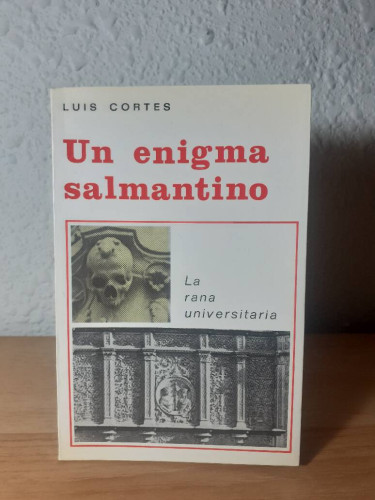 LUIS CORTES
Un enigma
salmantino
La
rana
universitaria